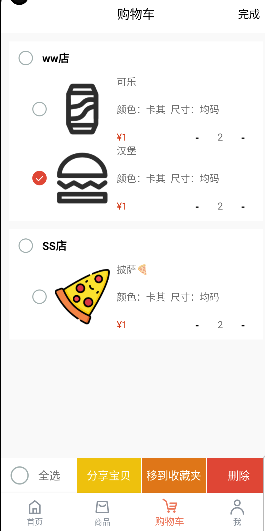 购物车 完成
ww店
可乐
颜色：卡其 尺寸：均码
¥1 - 2 -
汉堡
颜色：卡其 尺寸：均码
¥1 - 2 -
SS店
披萨🍕
颜色：卡其 尺寸：均码
¥1 - 2 -
全选 分享宝贝 移到收藏夹 删除
首页 商品 购物车 我